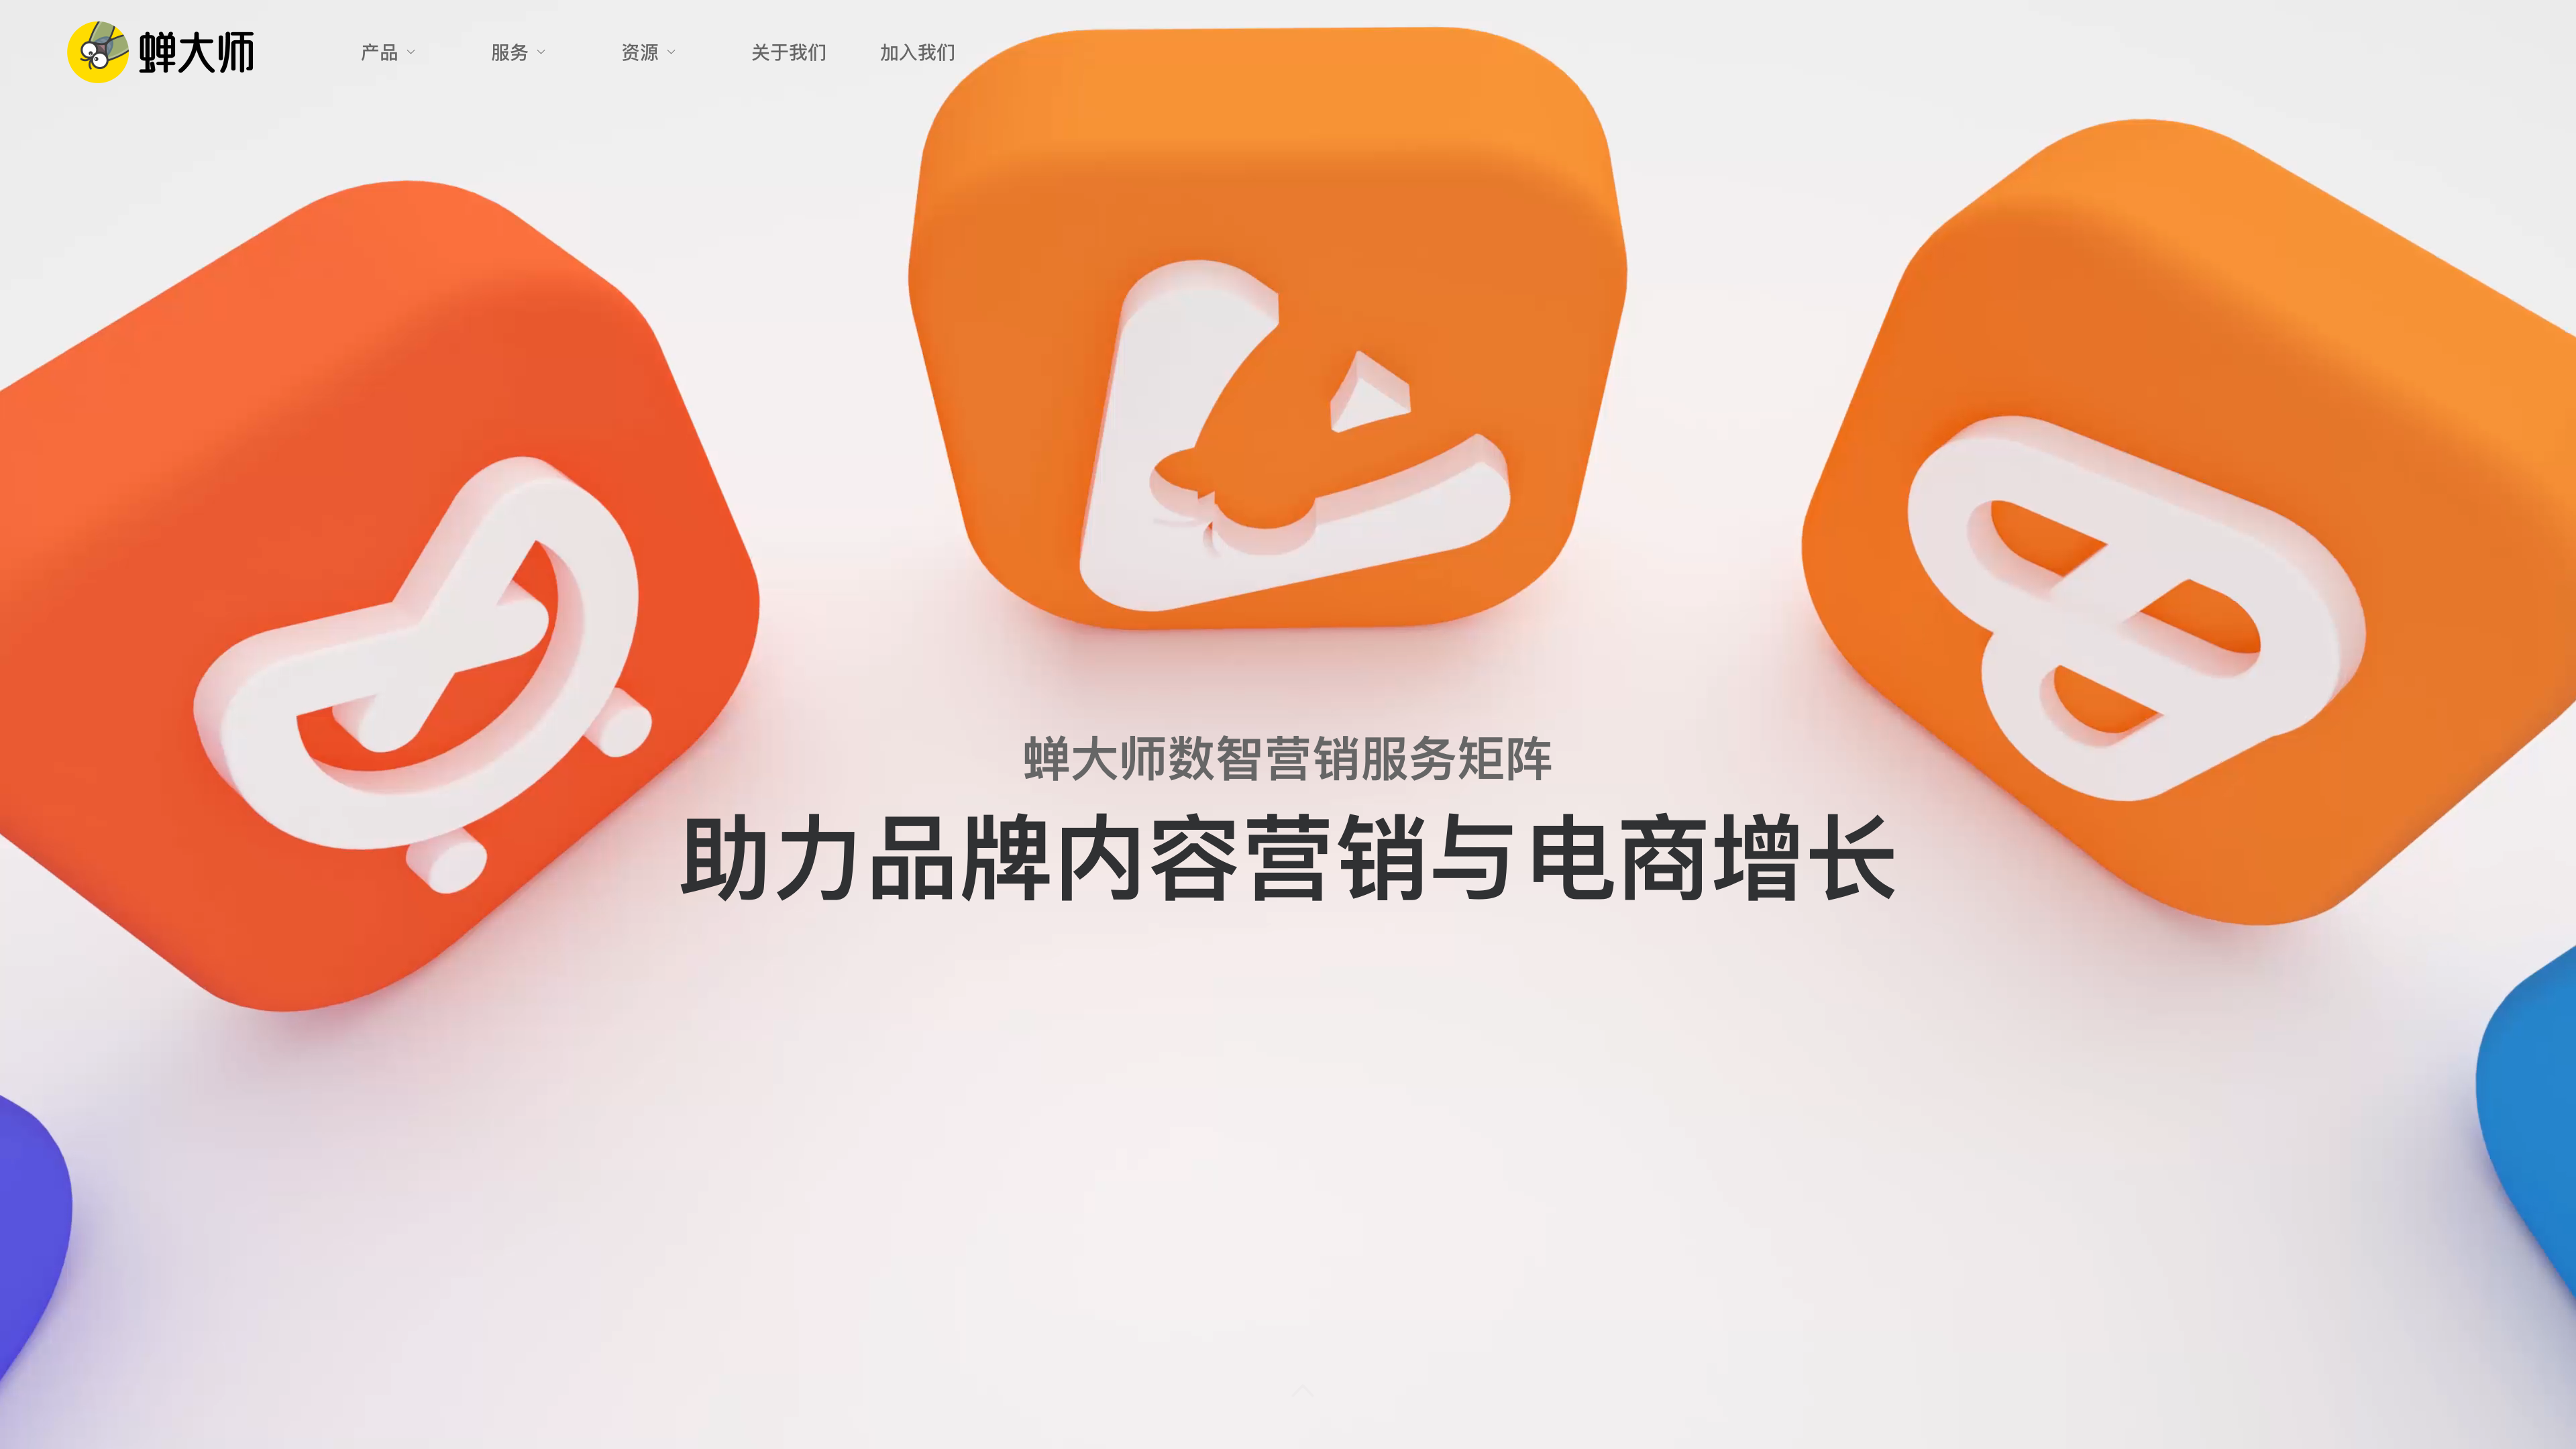 蝉大师
产品
服务
资源
关于我们
加入我们
蝉大师数智营销服务矩阵
助力品牌内容营销与电商增长